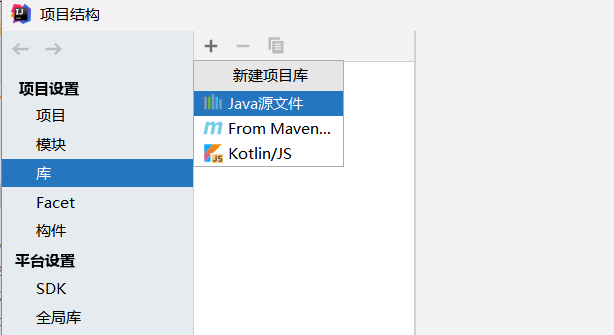 项目结构
项目设置
项目
模块
库
Facet
构件
平台设置
SDK
全局库
新建项目库
Java源文件
From Maven...
Kotlin/JS